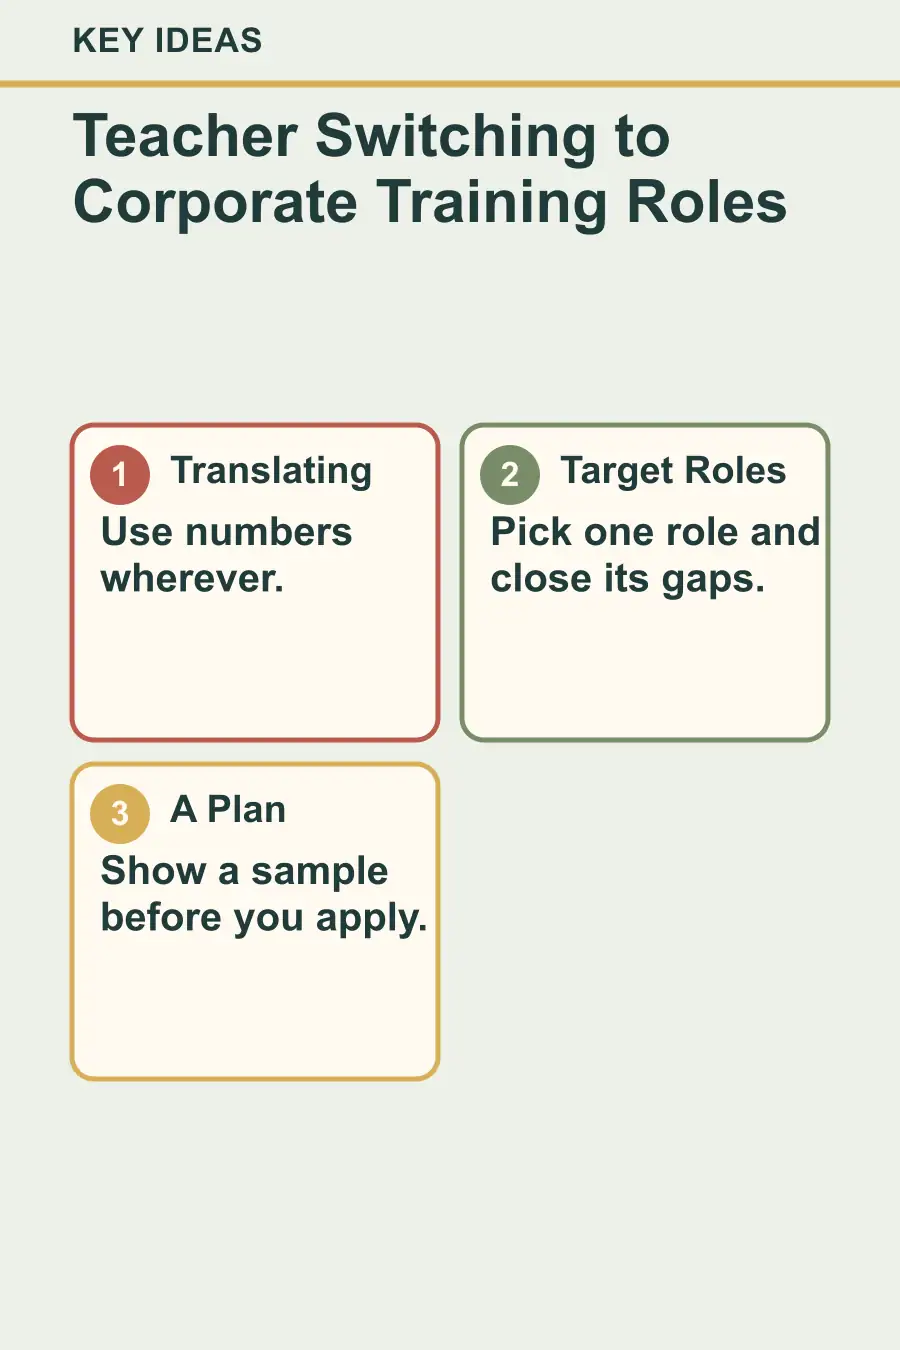 KEY IDEAS
Teacher Switching to
Corporate Training Roles
1 Translating
Use numbers
wherever.
2 Target Roles
Pick one role and
close its gaps.
3 A Plan
Show a sample
before you apply.